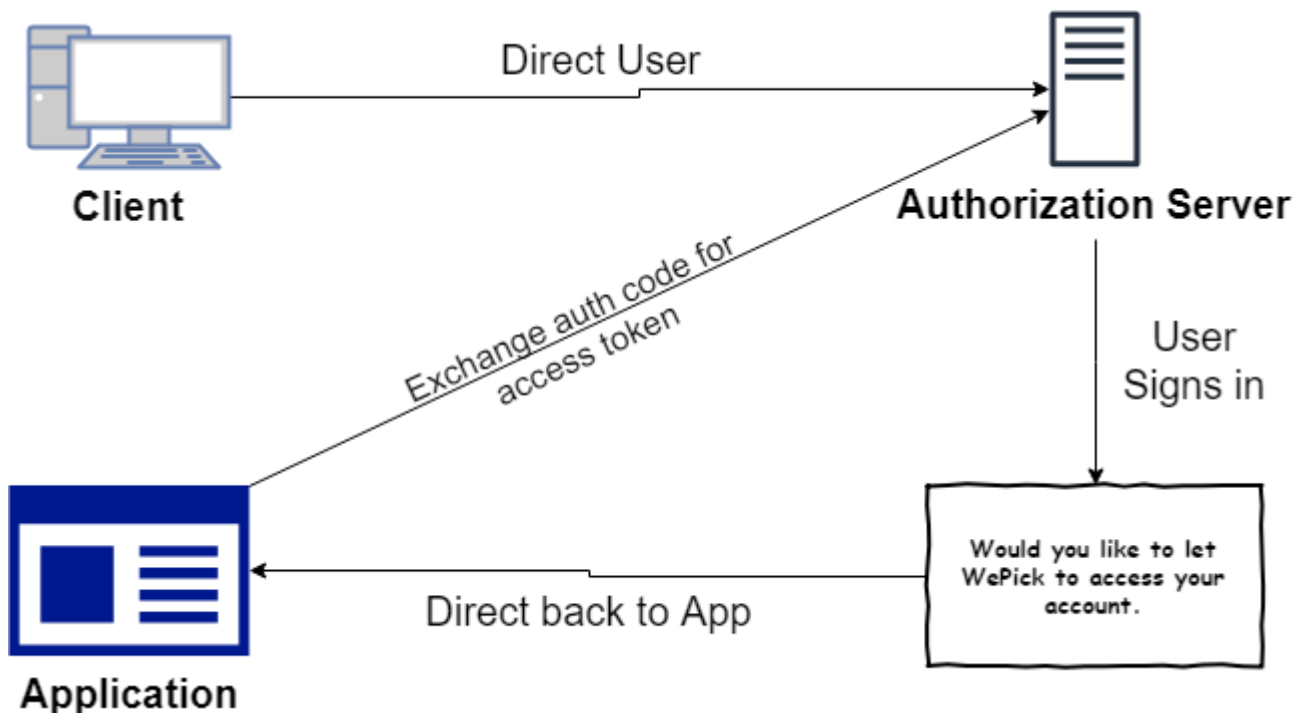 Direct User
Client
Authorization Server
Exchange auth code for
access token
User
Signs in
Would you like to let
WePick to access your
account.
Direct back to App
Application